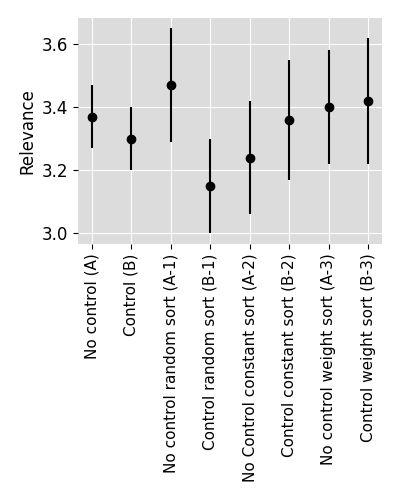 Relevance
3.6
3.4
3.2
3.0
No control (A)
Control (B)
No control random sort (A-1)
Control random sort (B-1)
No Control constant sort (A-2)
Control constant sort (B-2)
No control weight sort (A-3)
Control weight sort (B-3)